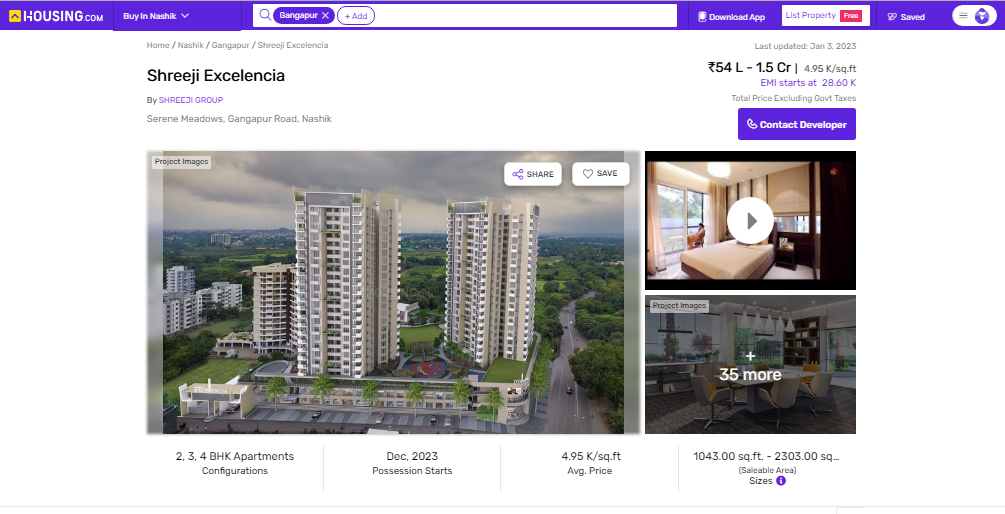 HOUSING.COM
Buy In Nashik
Gangapur
+ Add
Download App
List Property Free
Saved
Home / Nashik / Gangapur / Shreeji Excelencia
Last updated: Jan 3, 2023
Shreeji Excelencia
₹54 L - 1.5 Cr | 4.95 K/sq.ft
EMI starts at 28.60 K
By SHREEJI GROUP
Total Price Excluding Govt Taxes
Serene Meadows, Gangapur Road, Nashik
Contact Developer
Project Images
SHARE
SAVE
Project Images
+
35 more
EXCELENCIA
2, 3, 4 BHK Apartments
Configurations
Dec, 2023
Possession Starts
4.95 K/sq.ft
Avg. Price
1043.00 sq.ft. - 2303.00 sq...
(Saleable Area)
Sizes